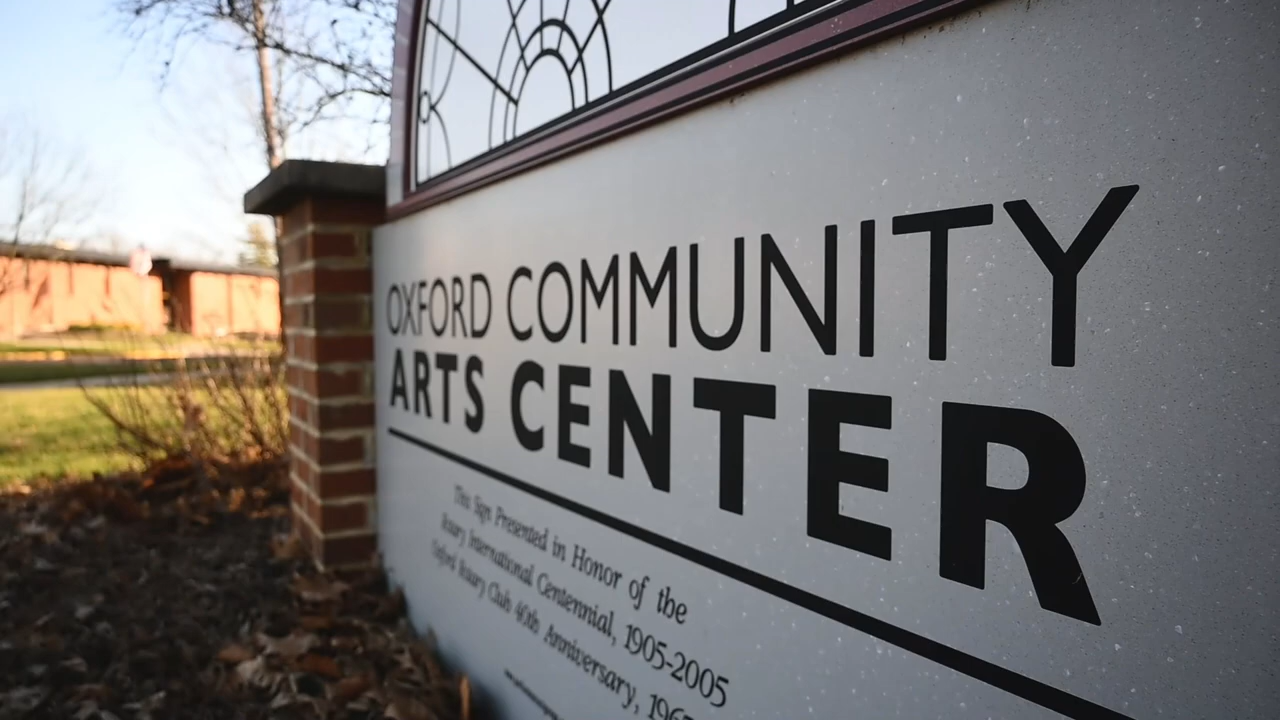 OXFORD COMMUNITY
ARTS CENTER
This Sign Presented in Honor of the
Rotary International Centennial, 1905-2005
Oxford Rotary Club 40th Anniversary,